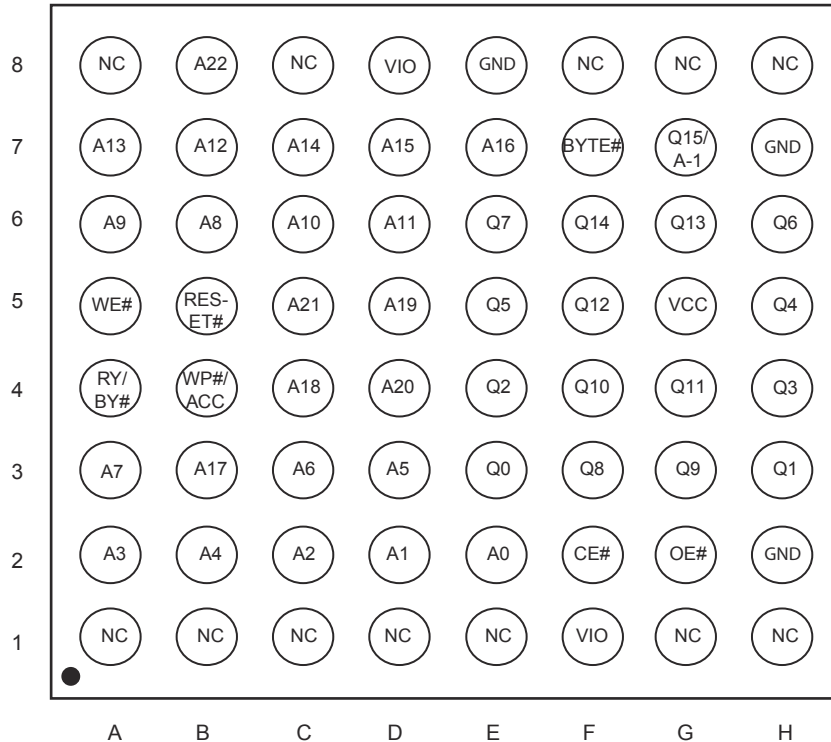 8 NC A22 NC VIO GND NC NC NC
7 A13 A12 A14 A15 A16 BYTE# Q15/
A-1 GND
6 A9 A8 A10 A11 Q7 Q14 Q13 Q6
5 WE# RES-
ET# A21 A19 Q5 Q12 VCC Q4
4 RY/
BY# WP#/
ACC A18 A20 Q2 Q10 Q11 Q3
3 A7 A17 A6 A5 Q0 Q8 Q9 Q1
2 A3 A4 A2 A1 A0 CE# OE# GND
1 NC NC NC NC NC VIO NC NC
A B C D E F G H